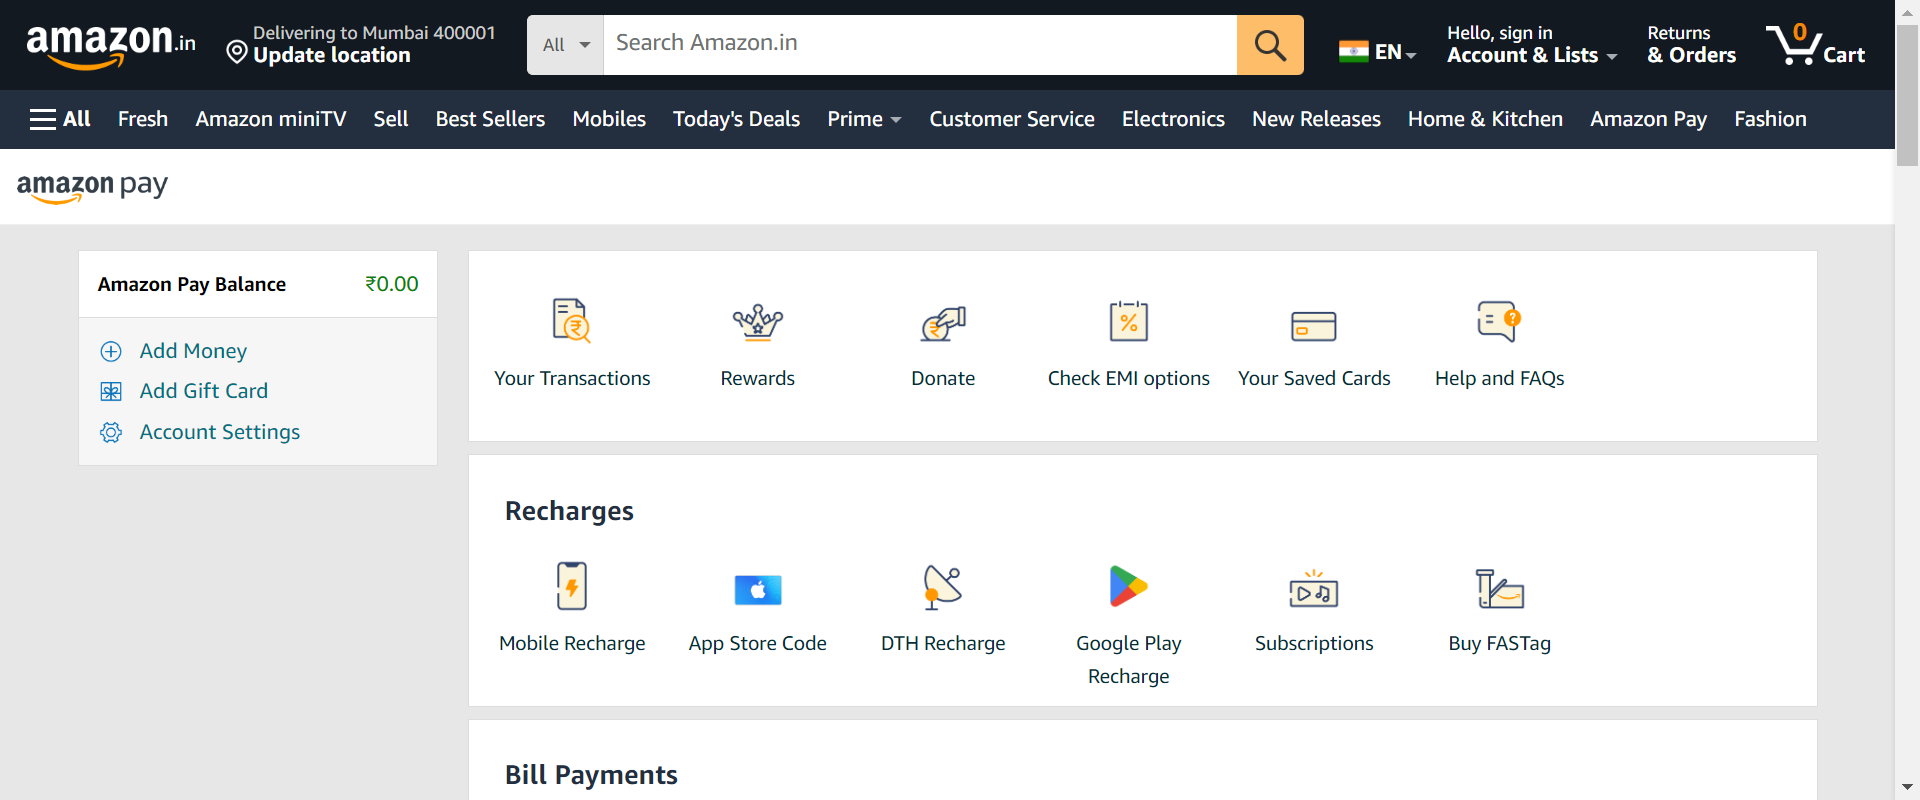 amazon.in
Delivering to Mumbai 400001
Update location
All
Search Amazon.in
EN
Hello, sign in
Account & Lists
Returns
& Orders
0
Cart
All Fresh Amazon miniTV Sell Best Sellers Mobiles Today's Deals Prime Customer Service Electronics New Releases Home & Kitchen Amazon Pay Fashion
amazon pay
Amazon Pay Balance ₹0.00
Add Money
Add Gift Card
Account Settings
Your Transactions Rewards Donate Check EMI options Your Saved Cards Help and FAQs
Recharges
Mobile Recharge App Store Code DTH Recharge Google Play Recharge Subscriptions Buy FASTag
Bill Payments